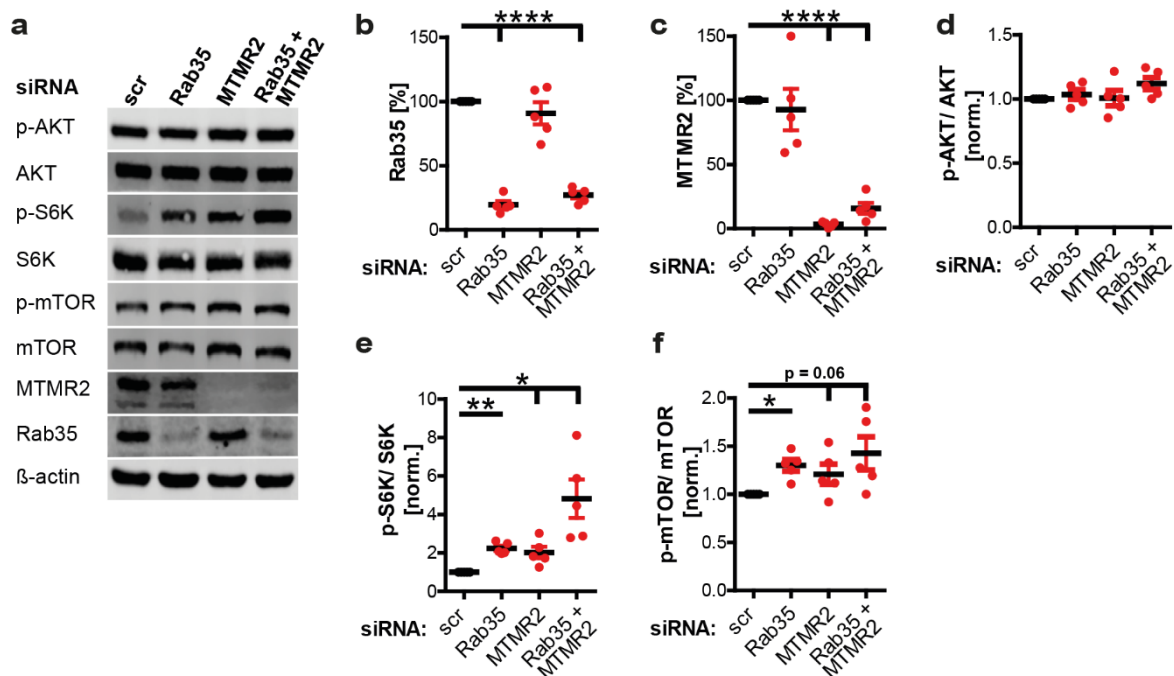 a
siRNA
scr
Rab35
MTMR2
Rab35 +
MTMR2
p-AKT
AKT
p-S6K
S6K
p-mTOR
mTOR
MTMR2
Rab35
ß-actin
b
****
Rab35 [%]
150
100
50
0
siRNA:
scr
Rab35
MTMR2
Rab35 +
MTMR2
c
****
MTMR2 [%]
150
100
50
0
siRNA:
scr
Rab35
MTMR2
Rab35 +
MTMR2
d
p-AKT/ AKT
[norm.]
1.5
1.0
0.5
0.0
siRNA:
scr
Rab35
MTMR2
Rab35 +
MTMR2
e
*
**
p-S6K/ S6K
[norm.]
10
8
6
4
2
0
siRNA:
scr
Rab35
MTMR2
Rab35 +
MTMR2
f
p = 0.06
*
p-mTOR/ mTOR
[norm.]
2.0
1.5
1.0
0.5
0.0
siRNA:
scr
Rab35
MTMR2
Rab35 +
MTMR2